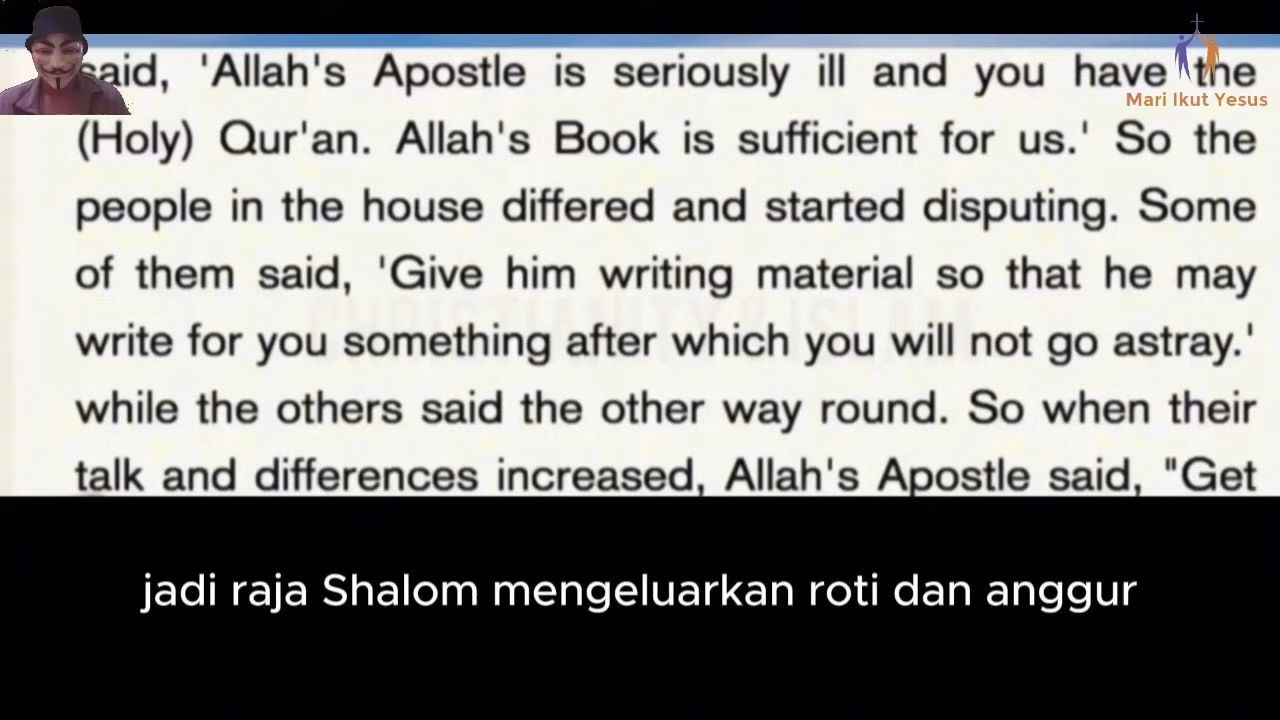 said, 'Allah's Apostle is seriously ill and you have the
(Holy) Qur'an. Allah's Book is sufficient for us.' So the
people in the house differed and started disputing. Some
of them said, 'Give him writing material so that he may
write for you something after which you will not go astray.'
while the others said the other way round. So when their
talk and differences increased, Allah's Apostle said, "Get
Mari Ikut Yesus
CHRISTIANITY & ISLAM
jadi raja Shalom mengeluarkan roti dan anggur